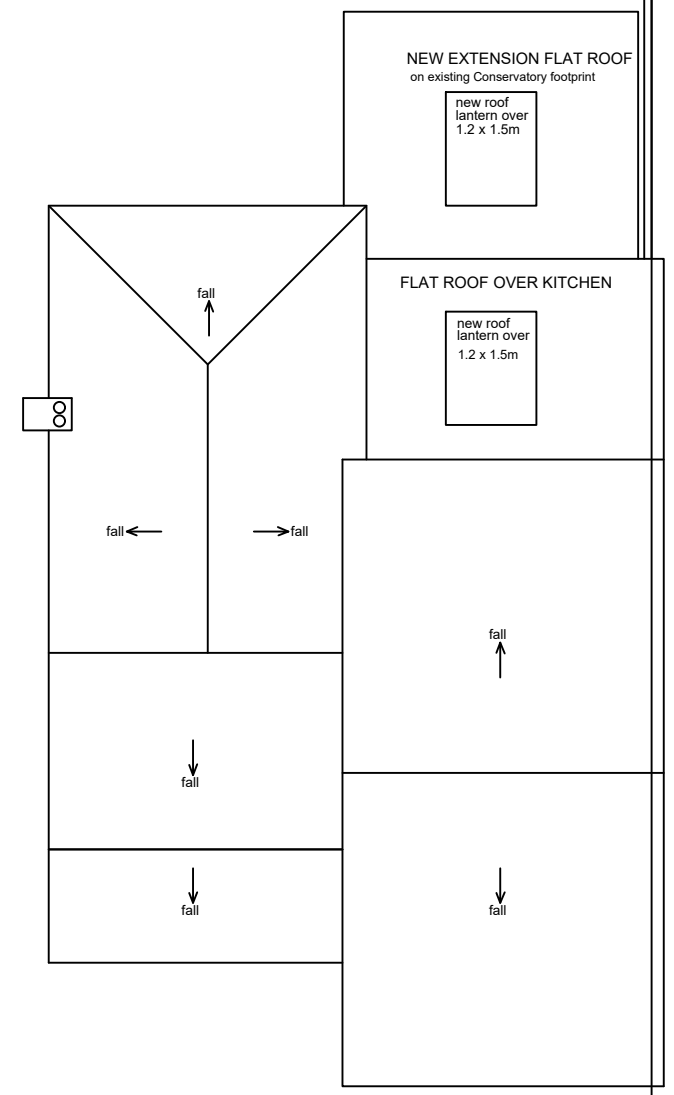 NEW EXTENSION FLAT ROOF
on existing Conservatory footprint
new roof
lantern over
1.2 x 1.5m
FLAT ROOF OVER KITCHEN
fall
new roof
lantern over
1.2 x 1.5m
fall
fall
fall
fall
fall
fall